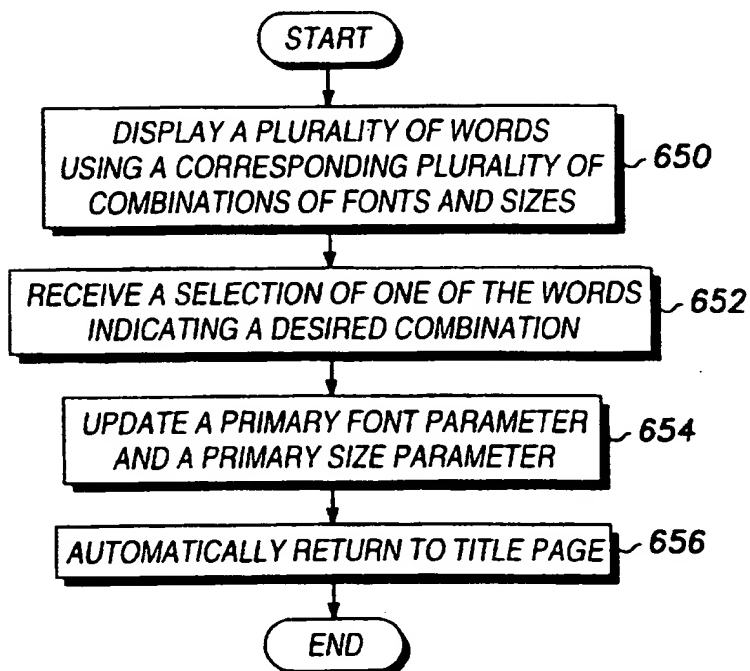 START
DISPLAY A PLURALITY OF WORDS
USING A CORRESPONDING PLURALITY OF
COMBINATIONS OF FONTS AND SIZES
650
RECEIVE A SELECTION OF ONE OF THE WORDS
INDICATING A DESIRED COMBINATION
652
UPDATE A PRIMARY FONT PARAMETER
AND A PRIMARY SIZE PARAMETER
654
AUTOMATICALLY RETURN TO TITLE PAGE
656
END